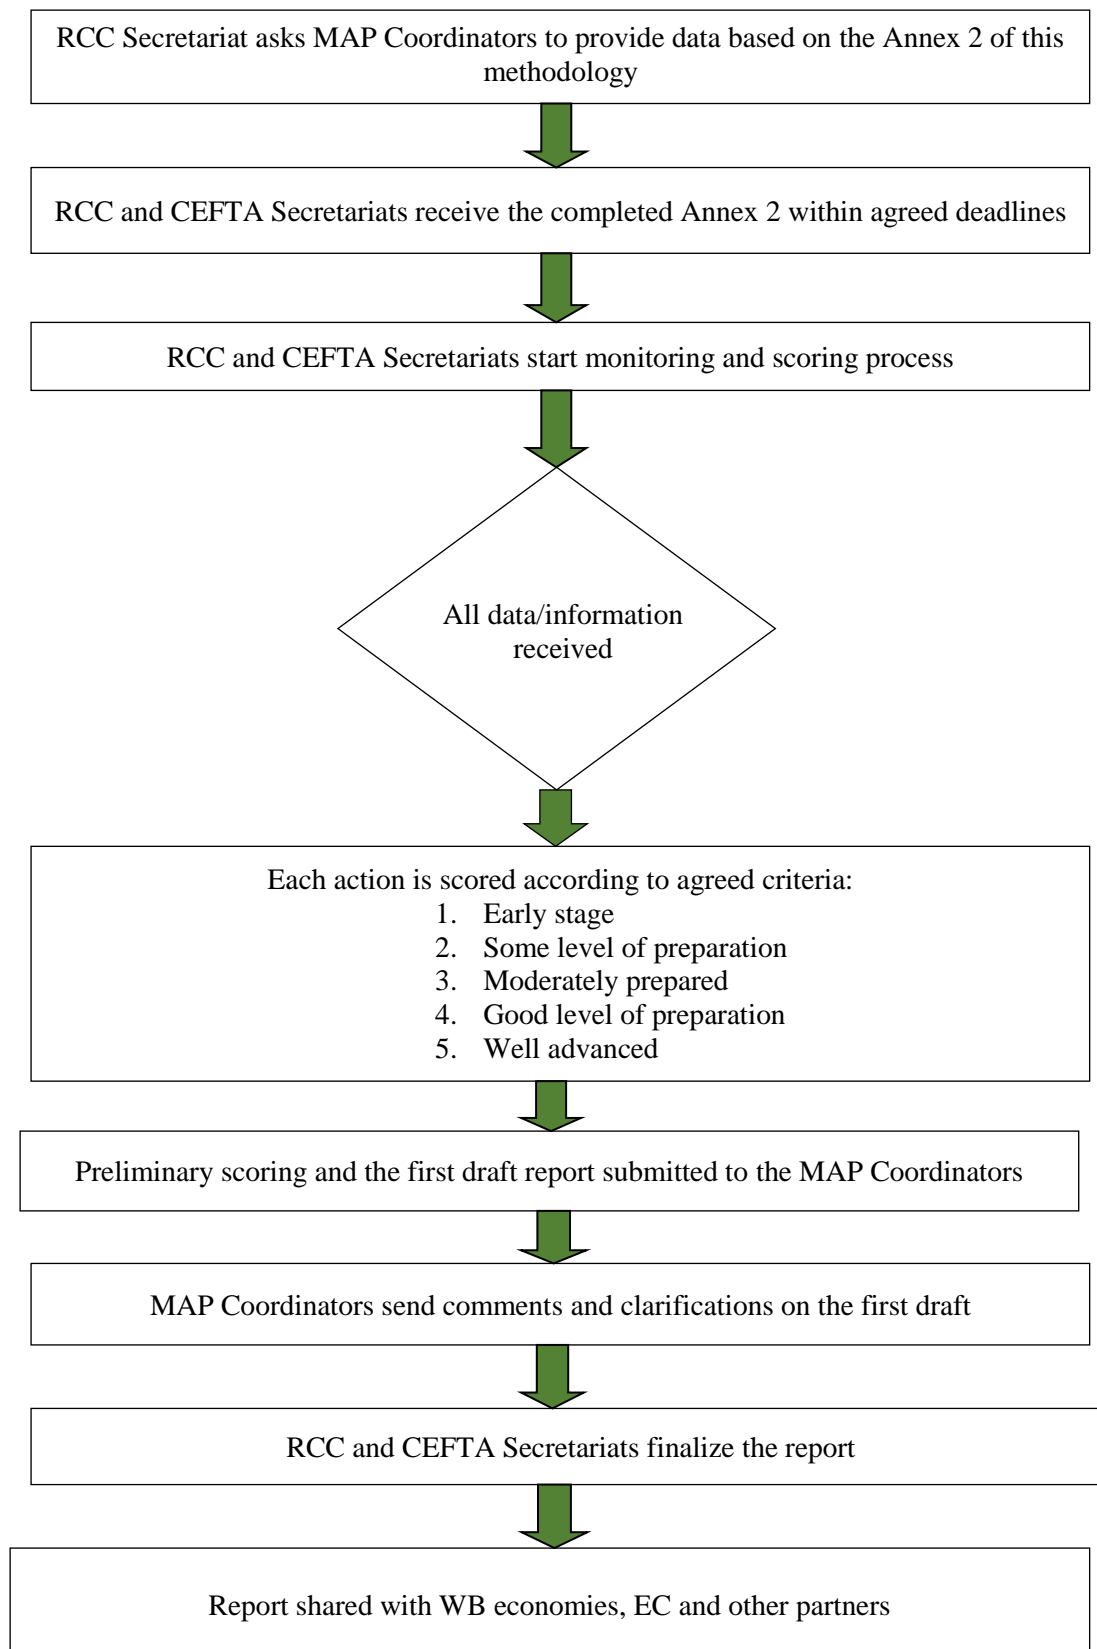 RCC Secretariat asks MAP Coordinators to provide data based on the Annex 2 of this
methodology
RCC and CEFTA Secretariats receive the completed Annex 2 within agreed deadlines
RCC and CEFTA Secretariats start monitoring and scoring process
All data/information
received
Each action is scored according to agreed criteria:
1. Early stage
2. Some level of preparation
3. Moderately prepared
4. Good level of preparation
5. Well advanced
Preliminary scoring and the first draft report submitted to the MAP Coordinators
MAP Coordinators send comments and clarifications on the first draft
RCC and CEFTA Secretariats finalize the report
Report shared with WB economies, EC and other partners